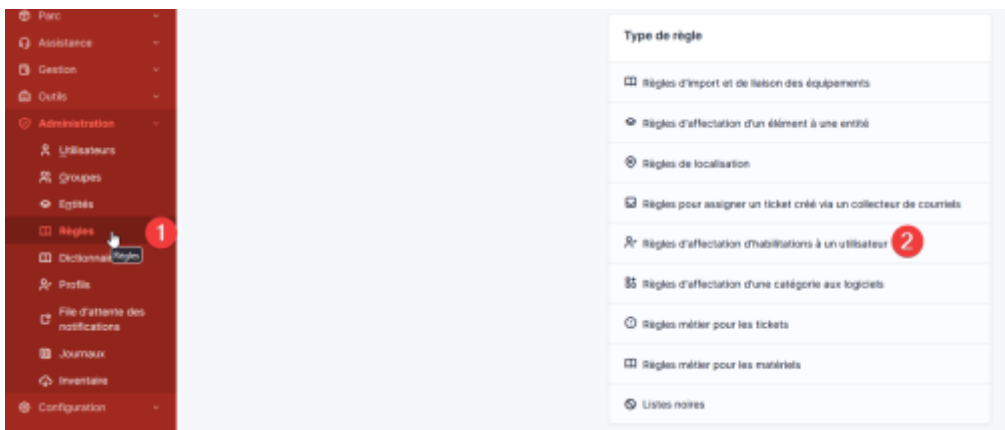 Parc
Assistance
Gestion
Outils
Administration
Utilisateurs
Groupes
Entités
Règles
1
Règles
Dictionnai
Profils
File d'attente des
notifications
Journaux
Inventaire
Configuration
Type de règle
Règles d'import et de liaison des équipements
Règles d'affectation d'un élément à une entité
Règles de localisation
Règles pour assigner un ticket créé via un collecteur de courriels
Règles d'affectation d'habilitations à un utilisateur
2
Règles d'affectation d'une catégorie aux logiciels
Règles métier pour les tickets
Règles métier pour les matériels
Listes noires